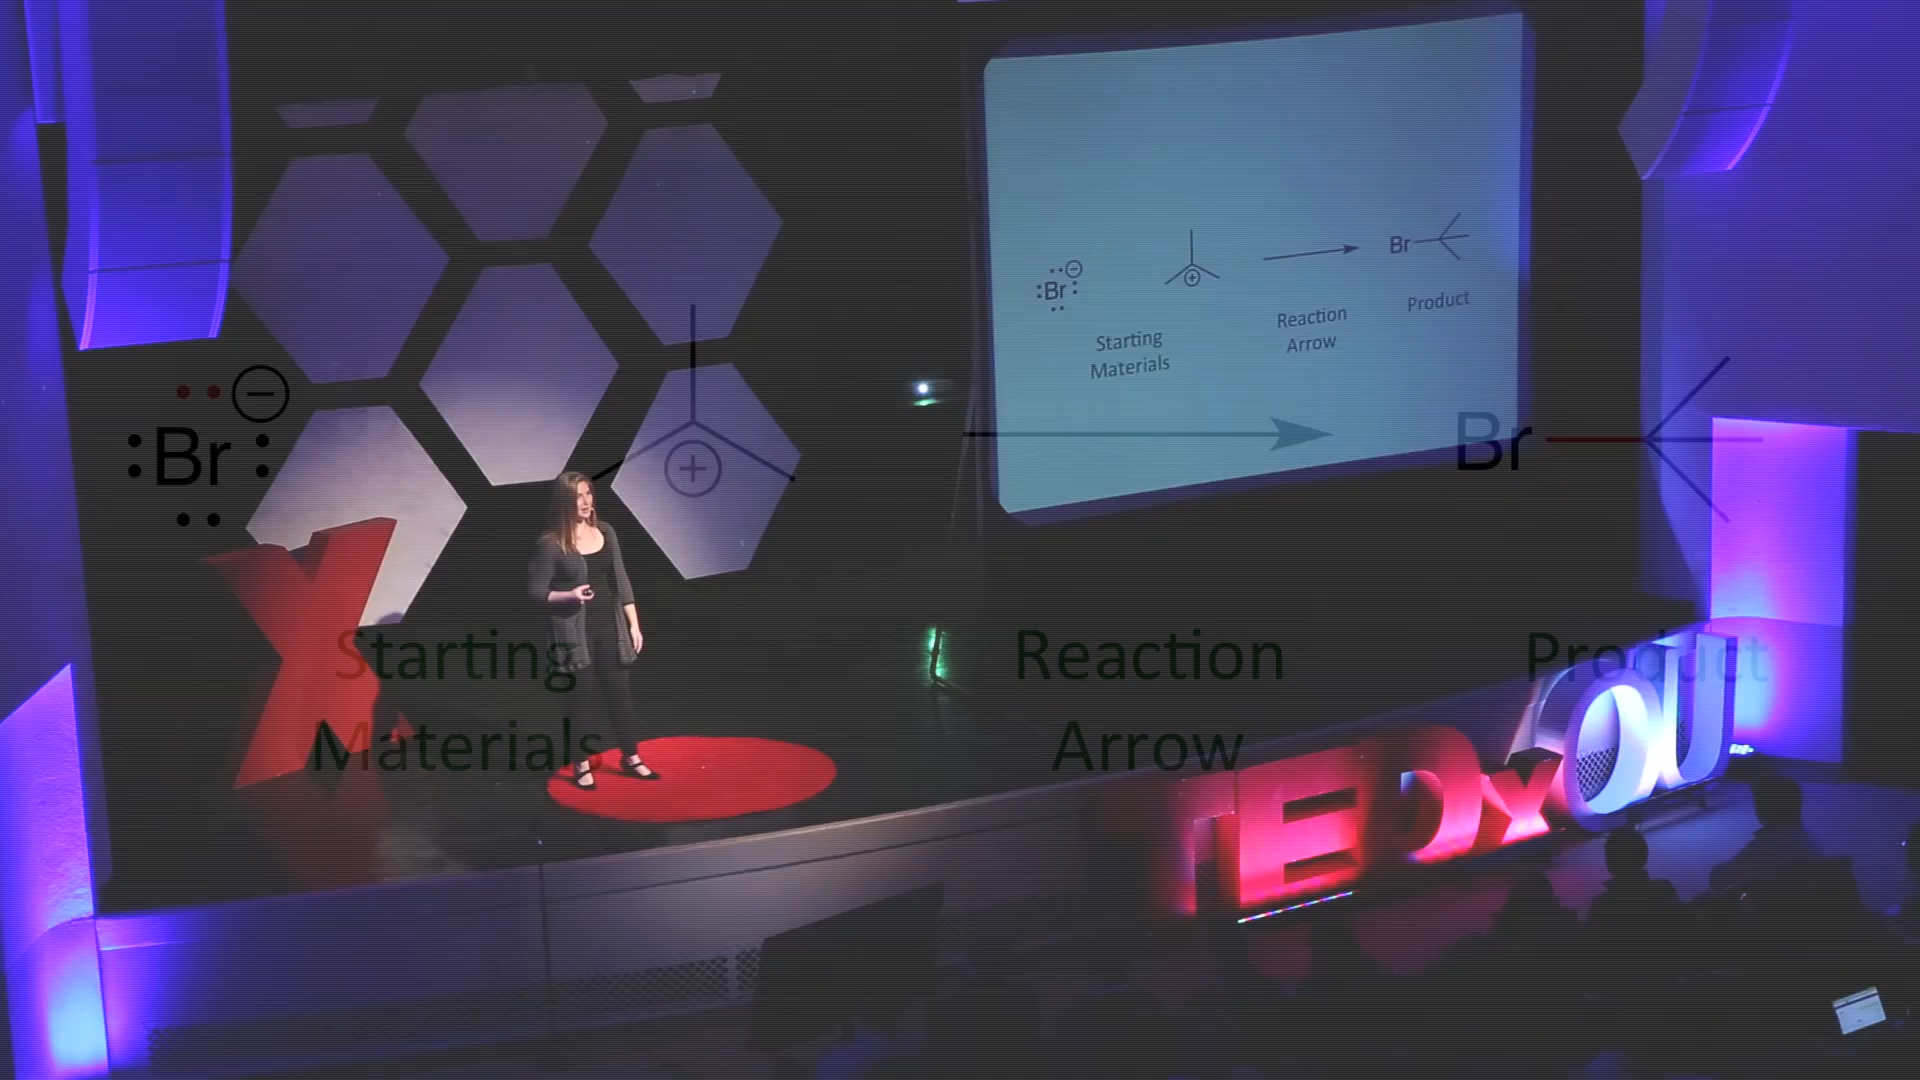 :Br:
Starting
Materials
Reaction
Arrow
Br
Product
:Br:
Starting
Materials
Reaction
Arrow
Br
Product
X
TEDxOU